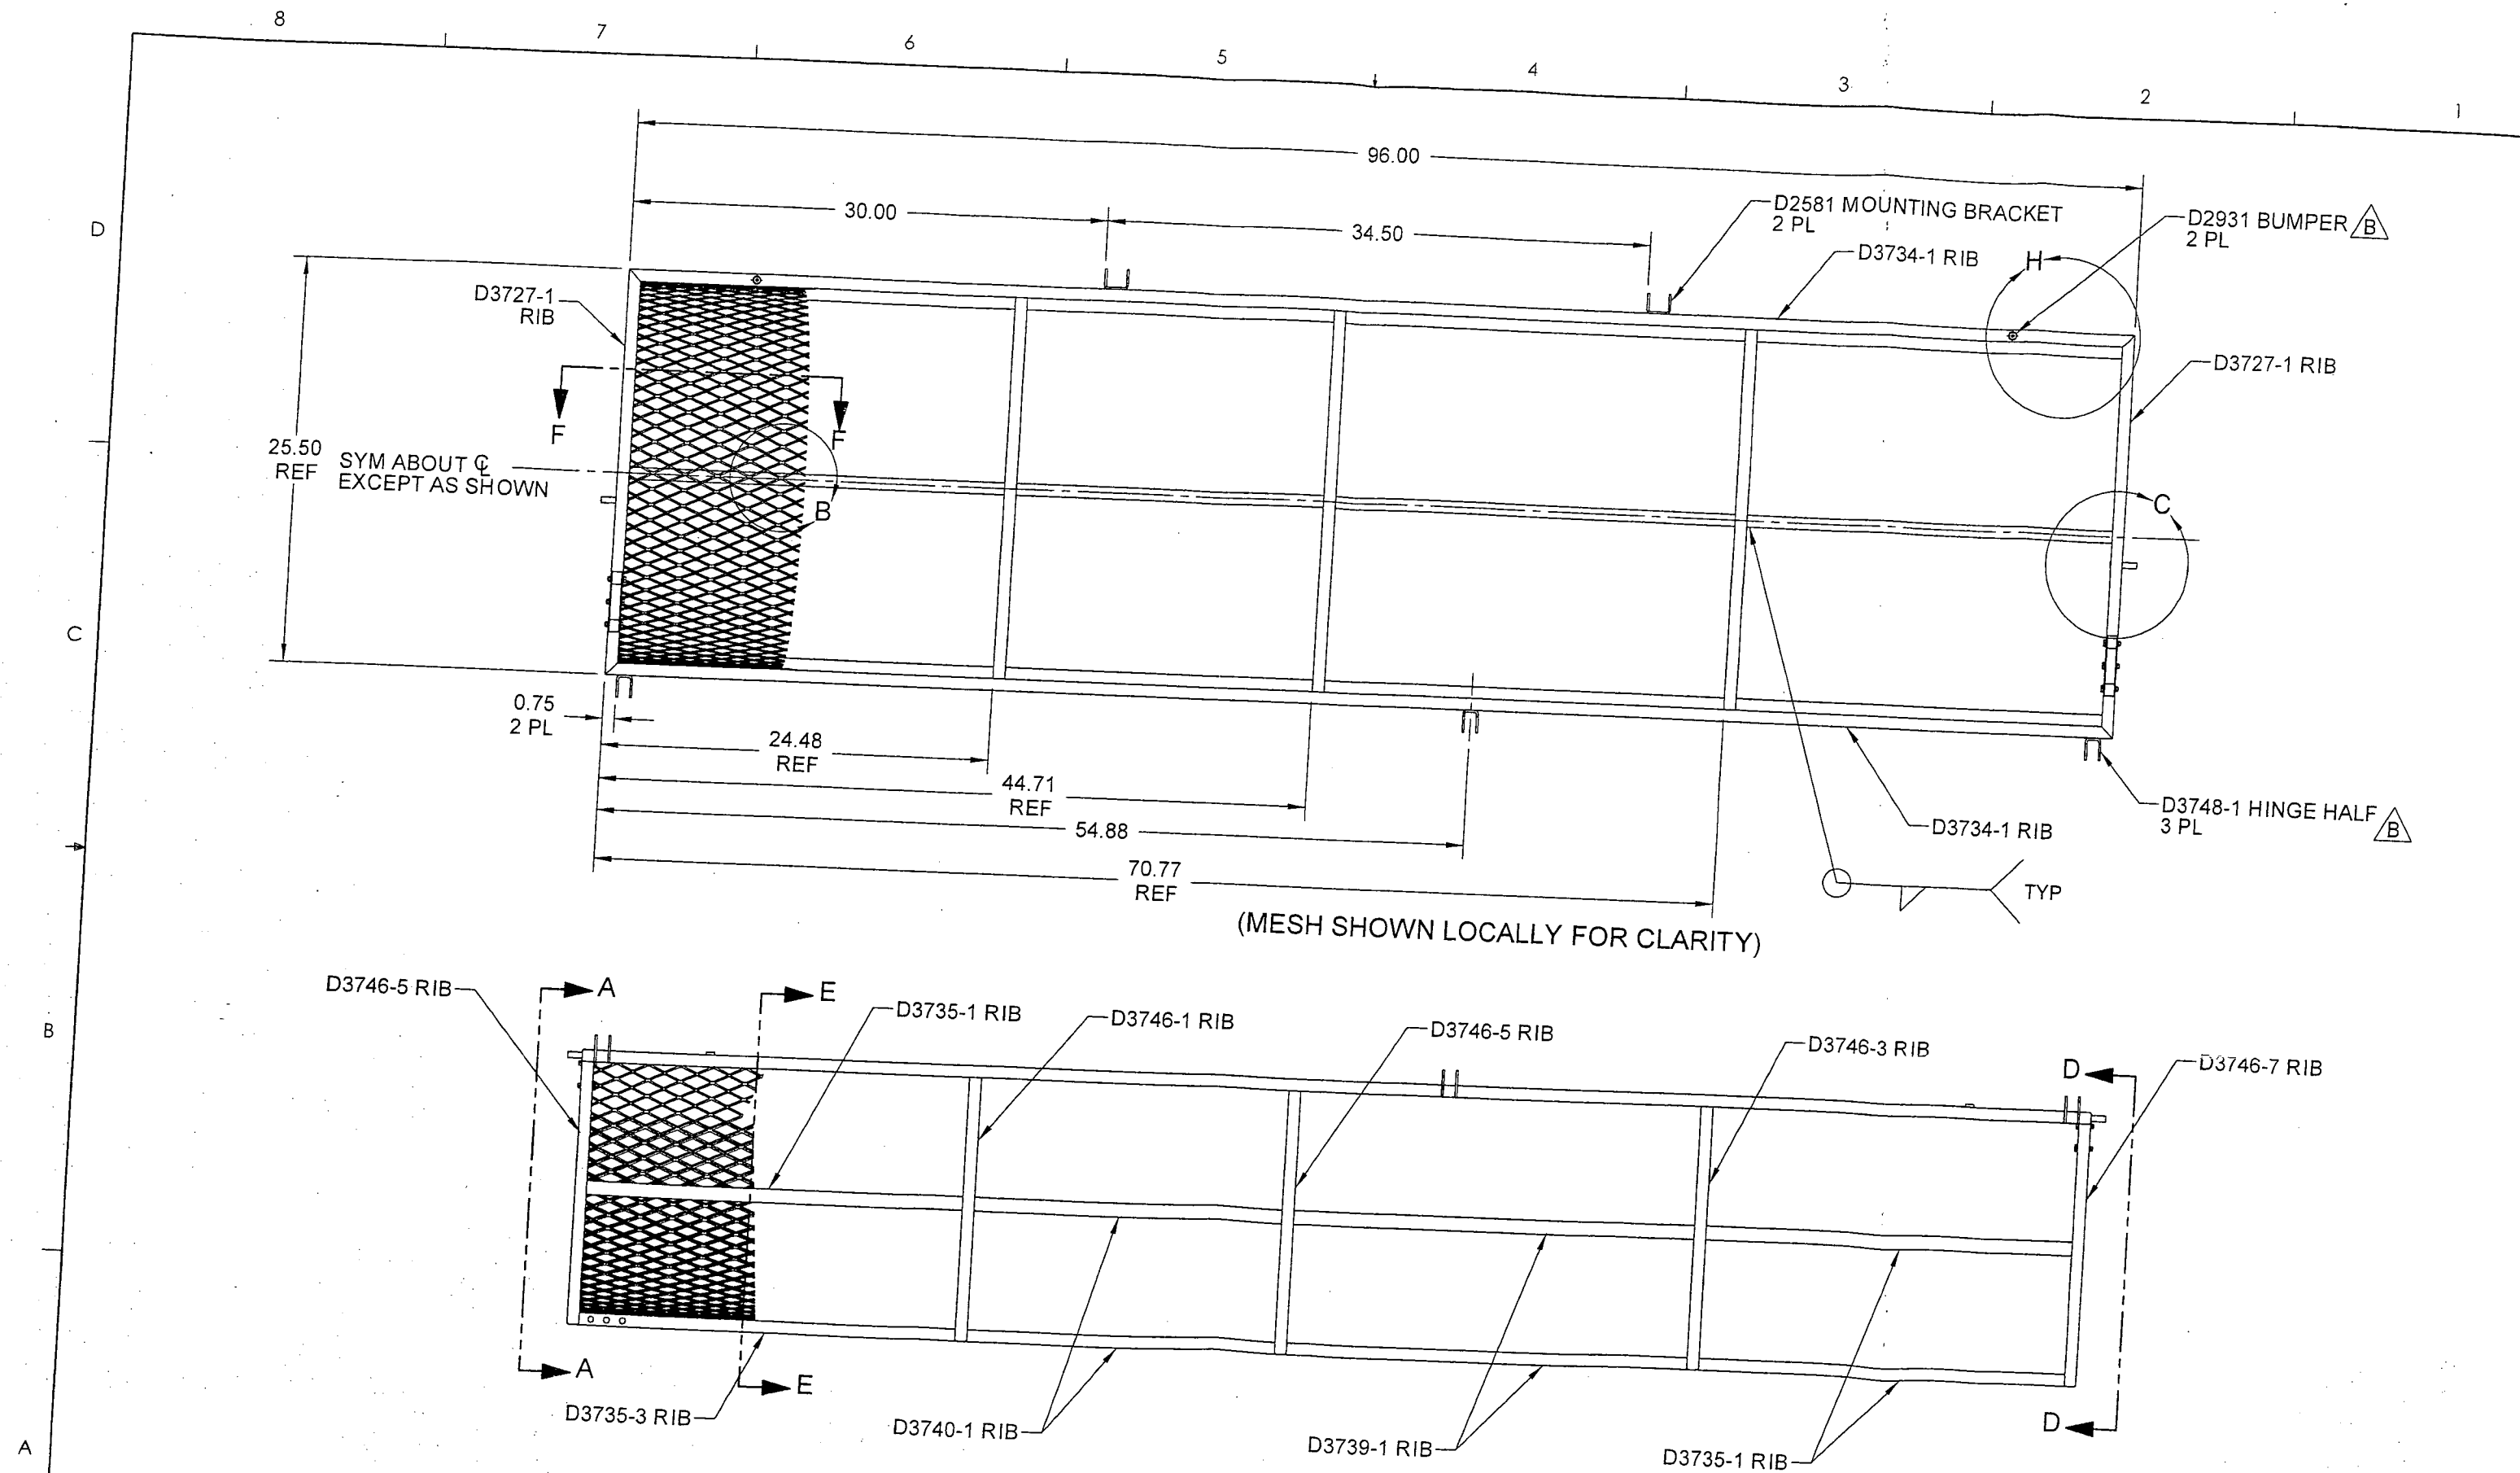 8 7 6 5 4 3 2 1
D
C
B
A
96.00
30.00
34.50
D2581 MOUNTING BRACKET
2 PL
D2931 BUMPER B
2 PL
D3734-1 RIB
H
D3727-1
RIB
D3727-1 RIB
F
F
25.50
REF
SYM ABOUT ℄
EXCEPT AS SHOWN
B
C
0.75
2 PL
24.48
REF
44.71
REF
54.88
70.77
REF
D3734-1 RIB
D3748-1 HINGE HALF B
3 PL
TYP
(MESH SHOWN LOCALLY FOR CLARITY)
D3746-5 RIB
A
E
D3735-1 RIB
D3746-1 RIB
D3746-5 RIB
D3746-3 RIB
D
D3746-7 RIB
A
E
D
D3735-3 RIB
D3740-1 RIB
D3739-1 RIB
D3735-1 RIB